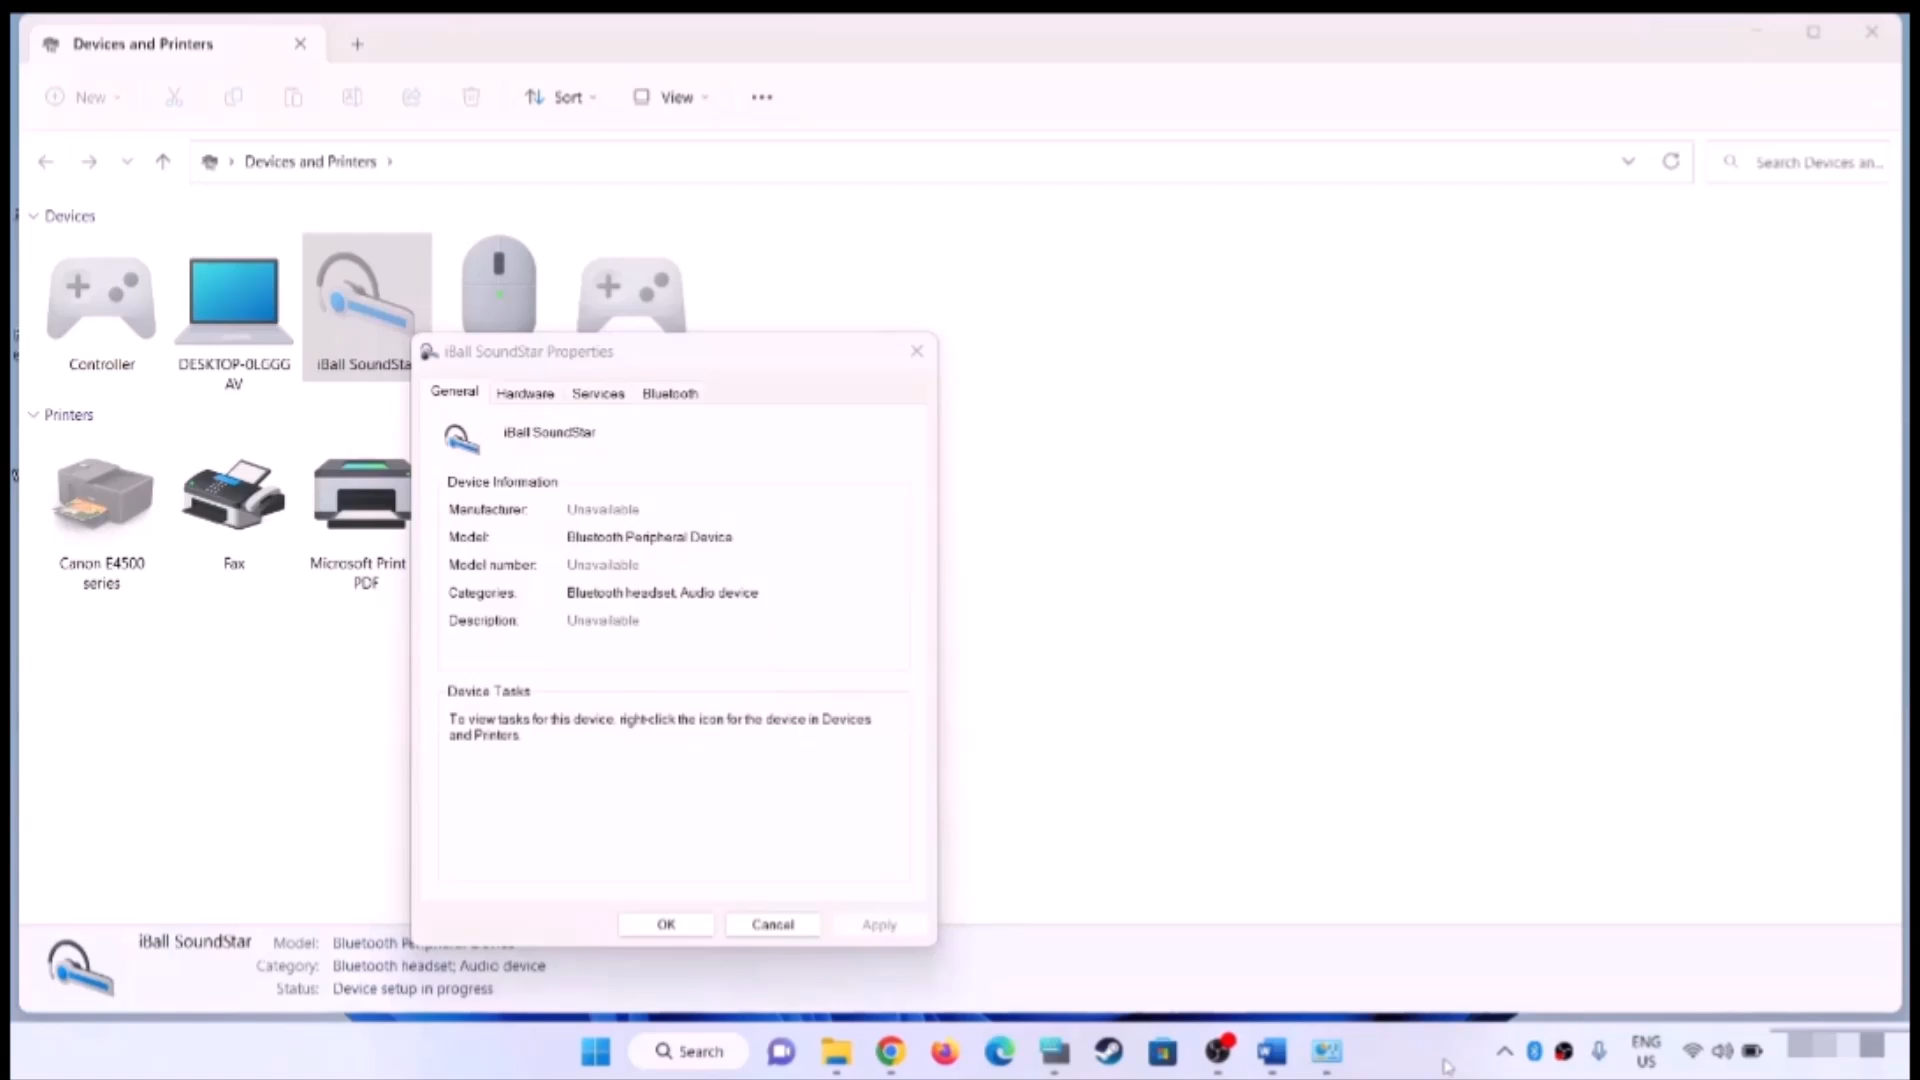 Devices and Printers
New
Sort
View
Devices and Printers
Search Devices an...
Devices
Controller
DESKTOP-0LGGG
AV
Printers
Canon E4500
series
Fax
Microsoft Print
PDF
iBall SoundStar Properties
General Hardware Services Bluetooth
iBall SoundStar
Device Information
Manufacturer: Unavailable
Model: Bluetooth Peripheral Device
Model number: Unavailable
Categories: Bluetooth headset; Audio device
Description: Unavailable
Device Tasks
To view tasks for this device, right-click the icon for the device in Devices
and Printers.
OK Cancel Apply
iBall SoundStar
Model: Bluetooth
Category: Bluetooth headset; Audio device
Status: Device setup in progress
Search
ENG
US